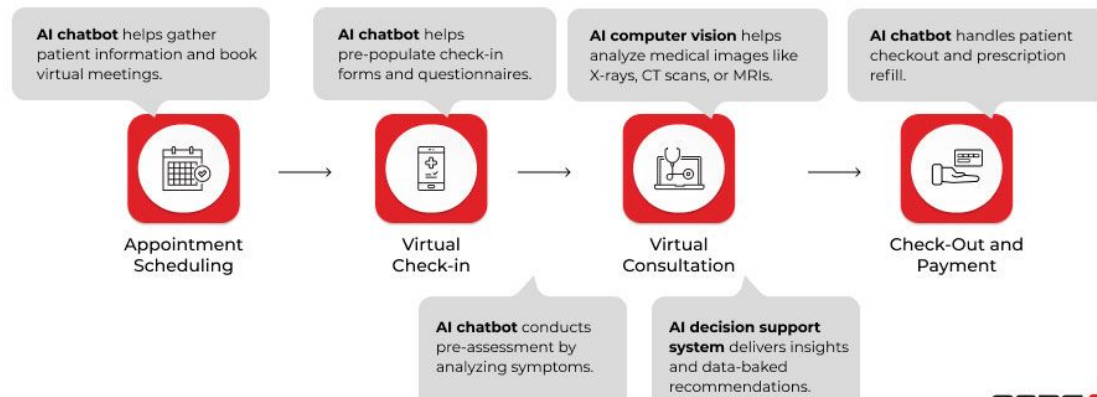 AI chatbot helps gather
patient information and book
virtual meetings.
AI chatbot helps
pre-populate check-in
forms and questionnaires.
AI computer vision helps
analyze medical images like
X-rays, CT scans, or MRIs.
AI chatbot handles patient
checkout and prescription
refill.
Appointment
Scheduling
Virtual
Check-in
Virtual
Consultation
Check-Out and
Payment
AI chatbot conducts
pre-assessment by
analyzing symptoms.
AI decision support
system delivers insights
and data-baked
recommendations.